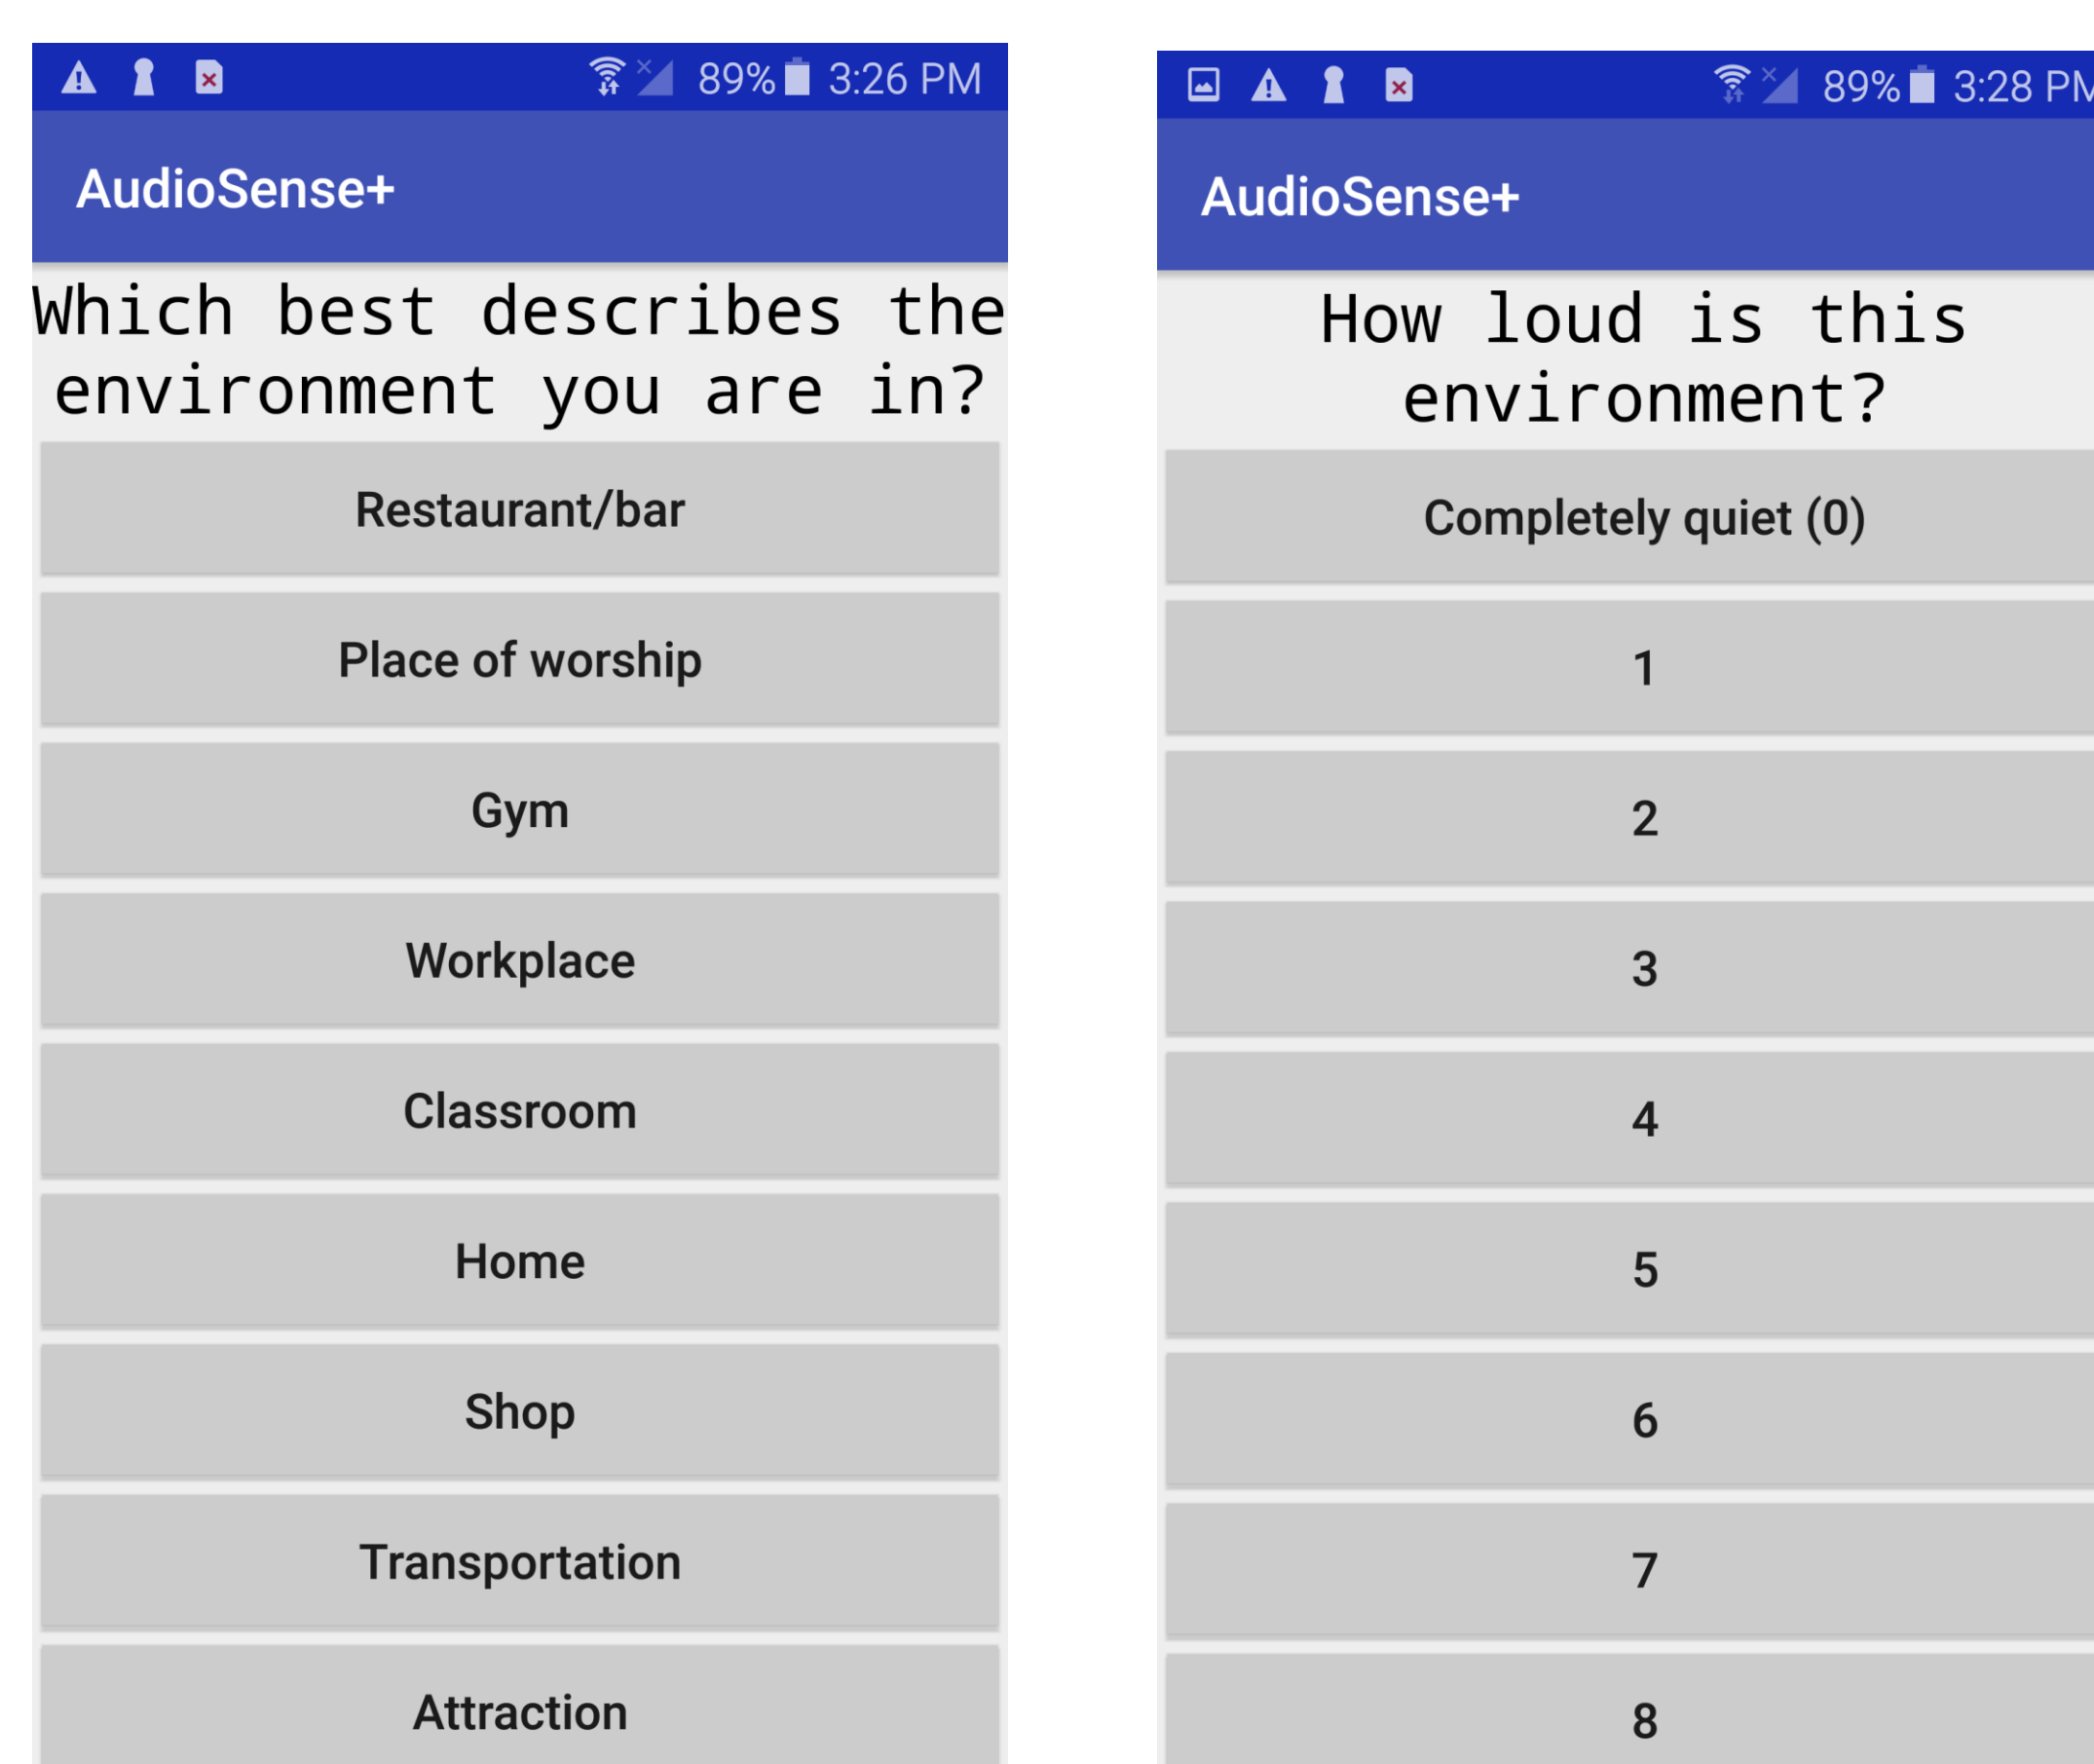 89% 3:26 PM
AudioSense+
Which best describes the
environment you are in?
Restaurant/bar
Place of worship
Gym
Workplace
Classroom
Home
Shop
Transportation
Attraction
89% 3:28 PM
AudioSense+
How loud is this
environment?
Completely quiet (0)
1
2
3
4
5
6
7
8